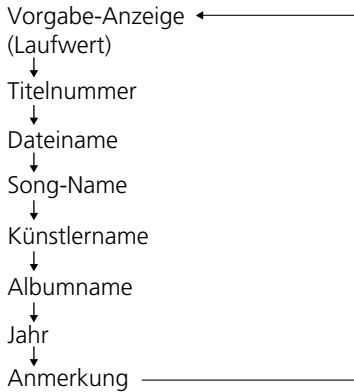 Vorgabe-Anzeige
(Laufwert)
Titelnummer
Dateiname
Song-Name
Künstlername
Albumname
Jahr
Anmerkung